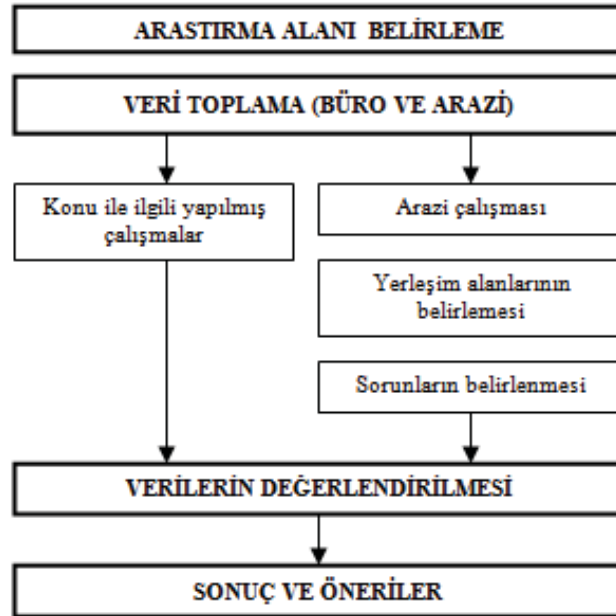 ARASTIRMA ALANI BELİRLEME
VERİ TOPLAMA (BÜRO VE ARAZİ)
Konu ile ilgili yapılmış
çalışmalar
Arazi çalışması
Yerleşim alanlarının
belirlemesi
Sorunların belirlenmesi
VERİLERİN DEĞERLENDİRİLMESİ
SONUÇ VE ÖNERİLER